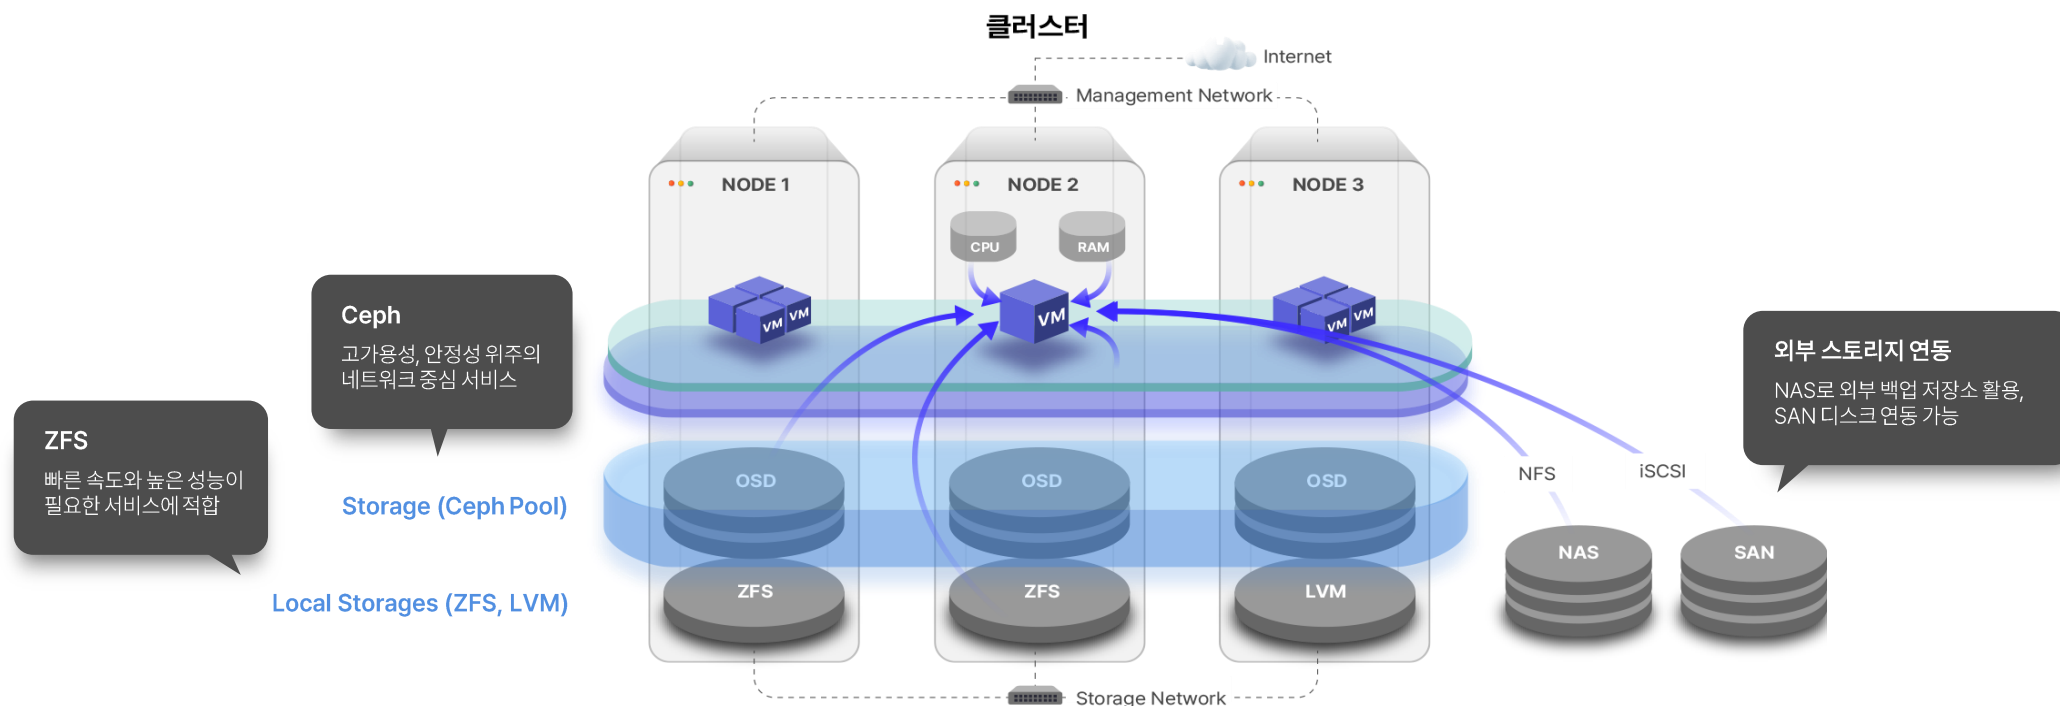 클러스터
Internet
Management Network
NODE 1
NODE 2
NODE 3
CPU
RAM
VM
VM
VM
VM
VM
Ceph
고가용성, 안정성 위주의
네트워크 중심 서비스
외부 스토리지 연동
NAS로 외부 백업 저장소 활용,
SAN 디스크 연동 가능
ZFS
빠른 속도와 높은 성능이
필요한 서비스에 적합
Storage (Ceph Pool)
OSD
OSD
OSD
NFS
iSCSI
NAS
SAN
Local Storages (ZFS, LVM)
ZFS
ZFS
LVM
Storage Network